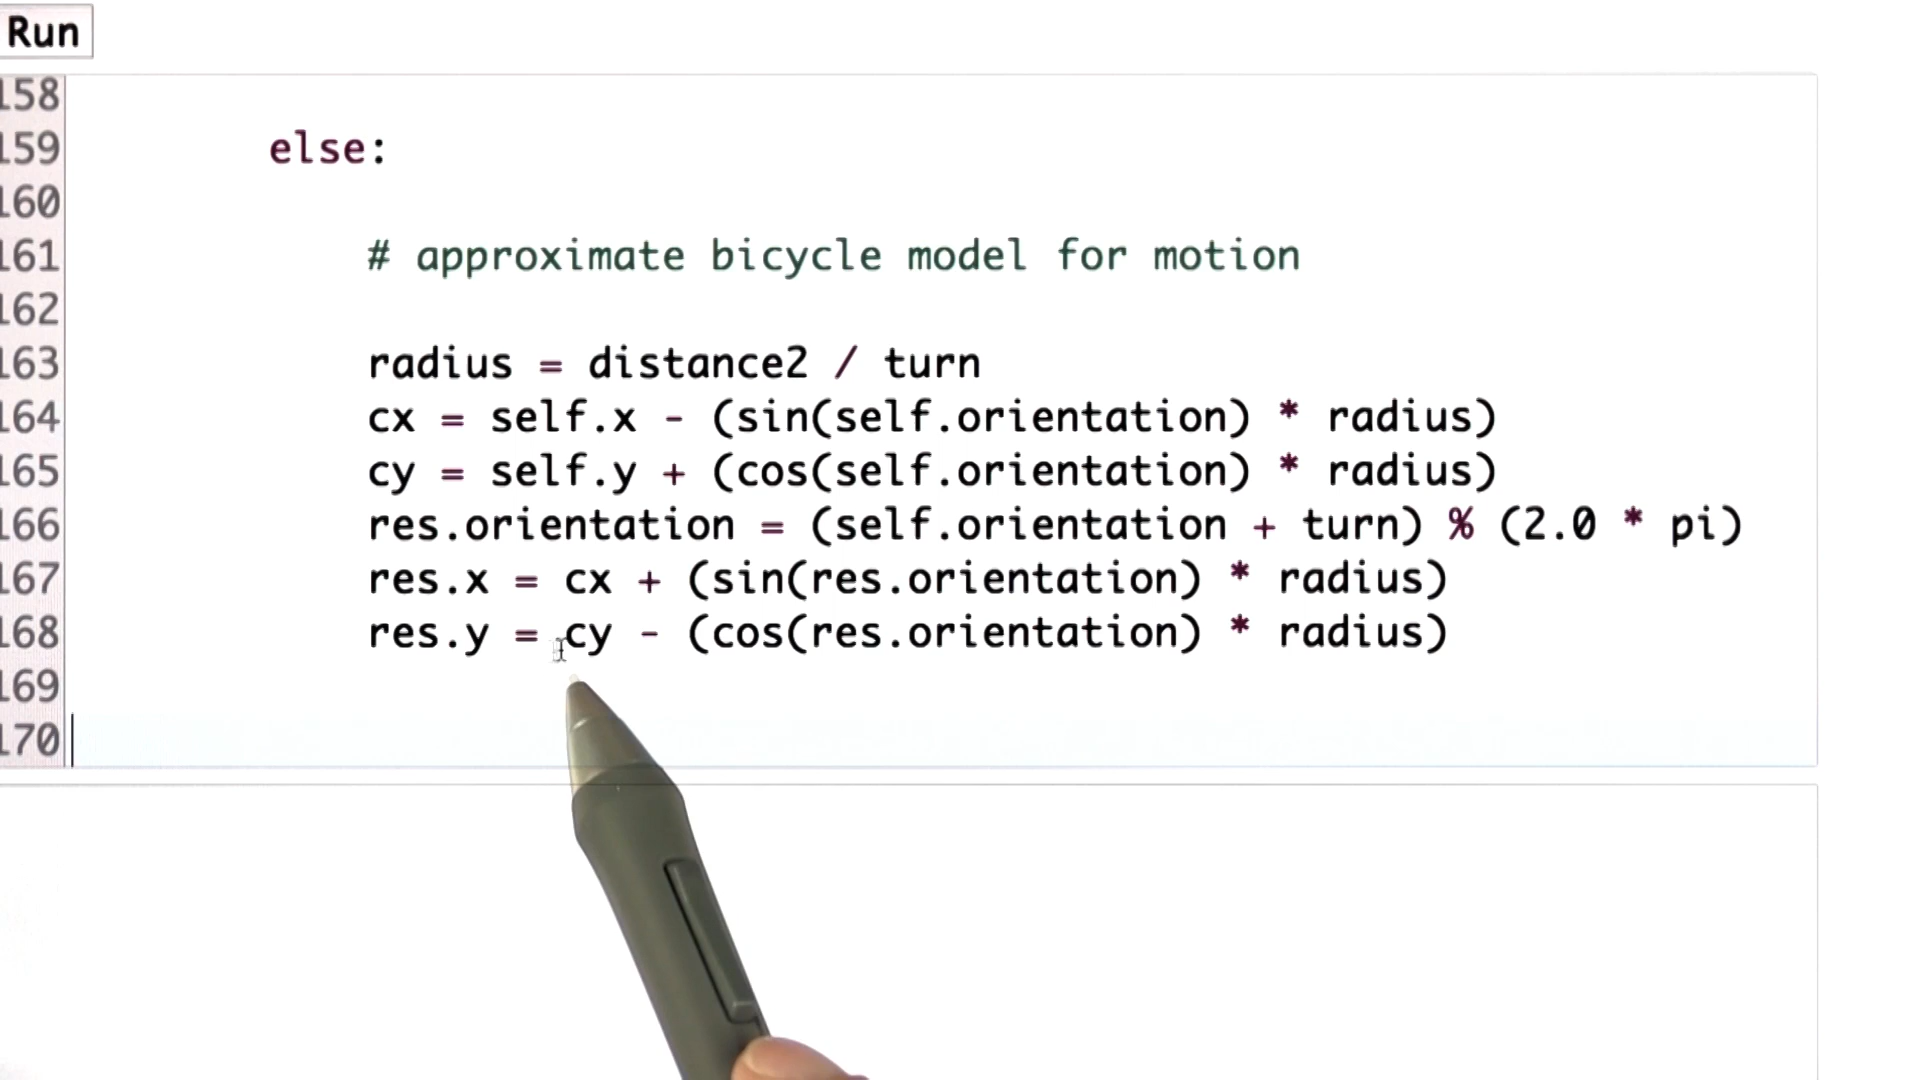 Run
158
159 else:
160
161 # approximate bicycle model for motion
162
163 radius = distance2 / turn
164 cx = self.x - (sin(self.orientation) * radius)
165 cy = self.y + (cos(self.orientation) * radius)
166 res.orientation = (self.orientation + turn) % (2.0 * pi)
167 res.x = cx + (sin(res.orientation) * radius)
168 res.y = cy - (cos(res.orientation) * radius)
169
170